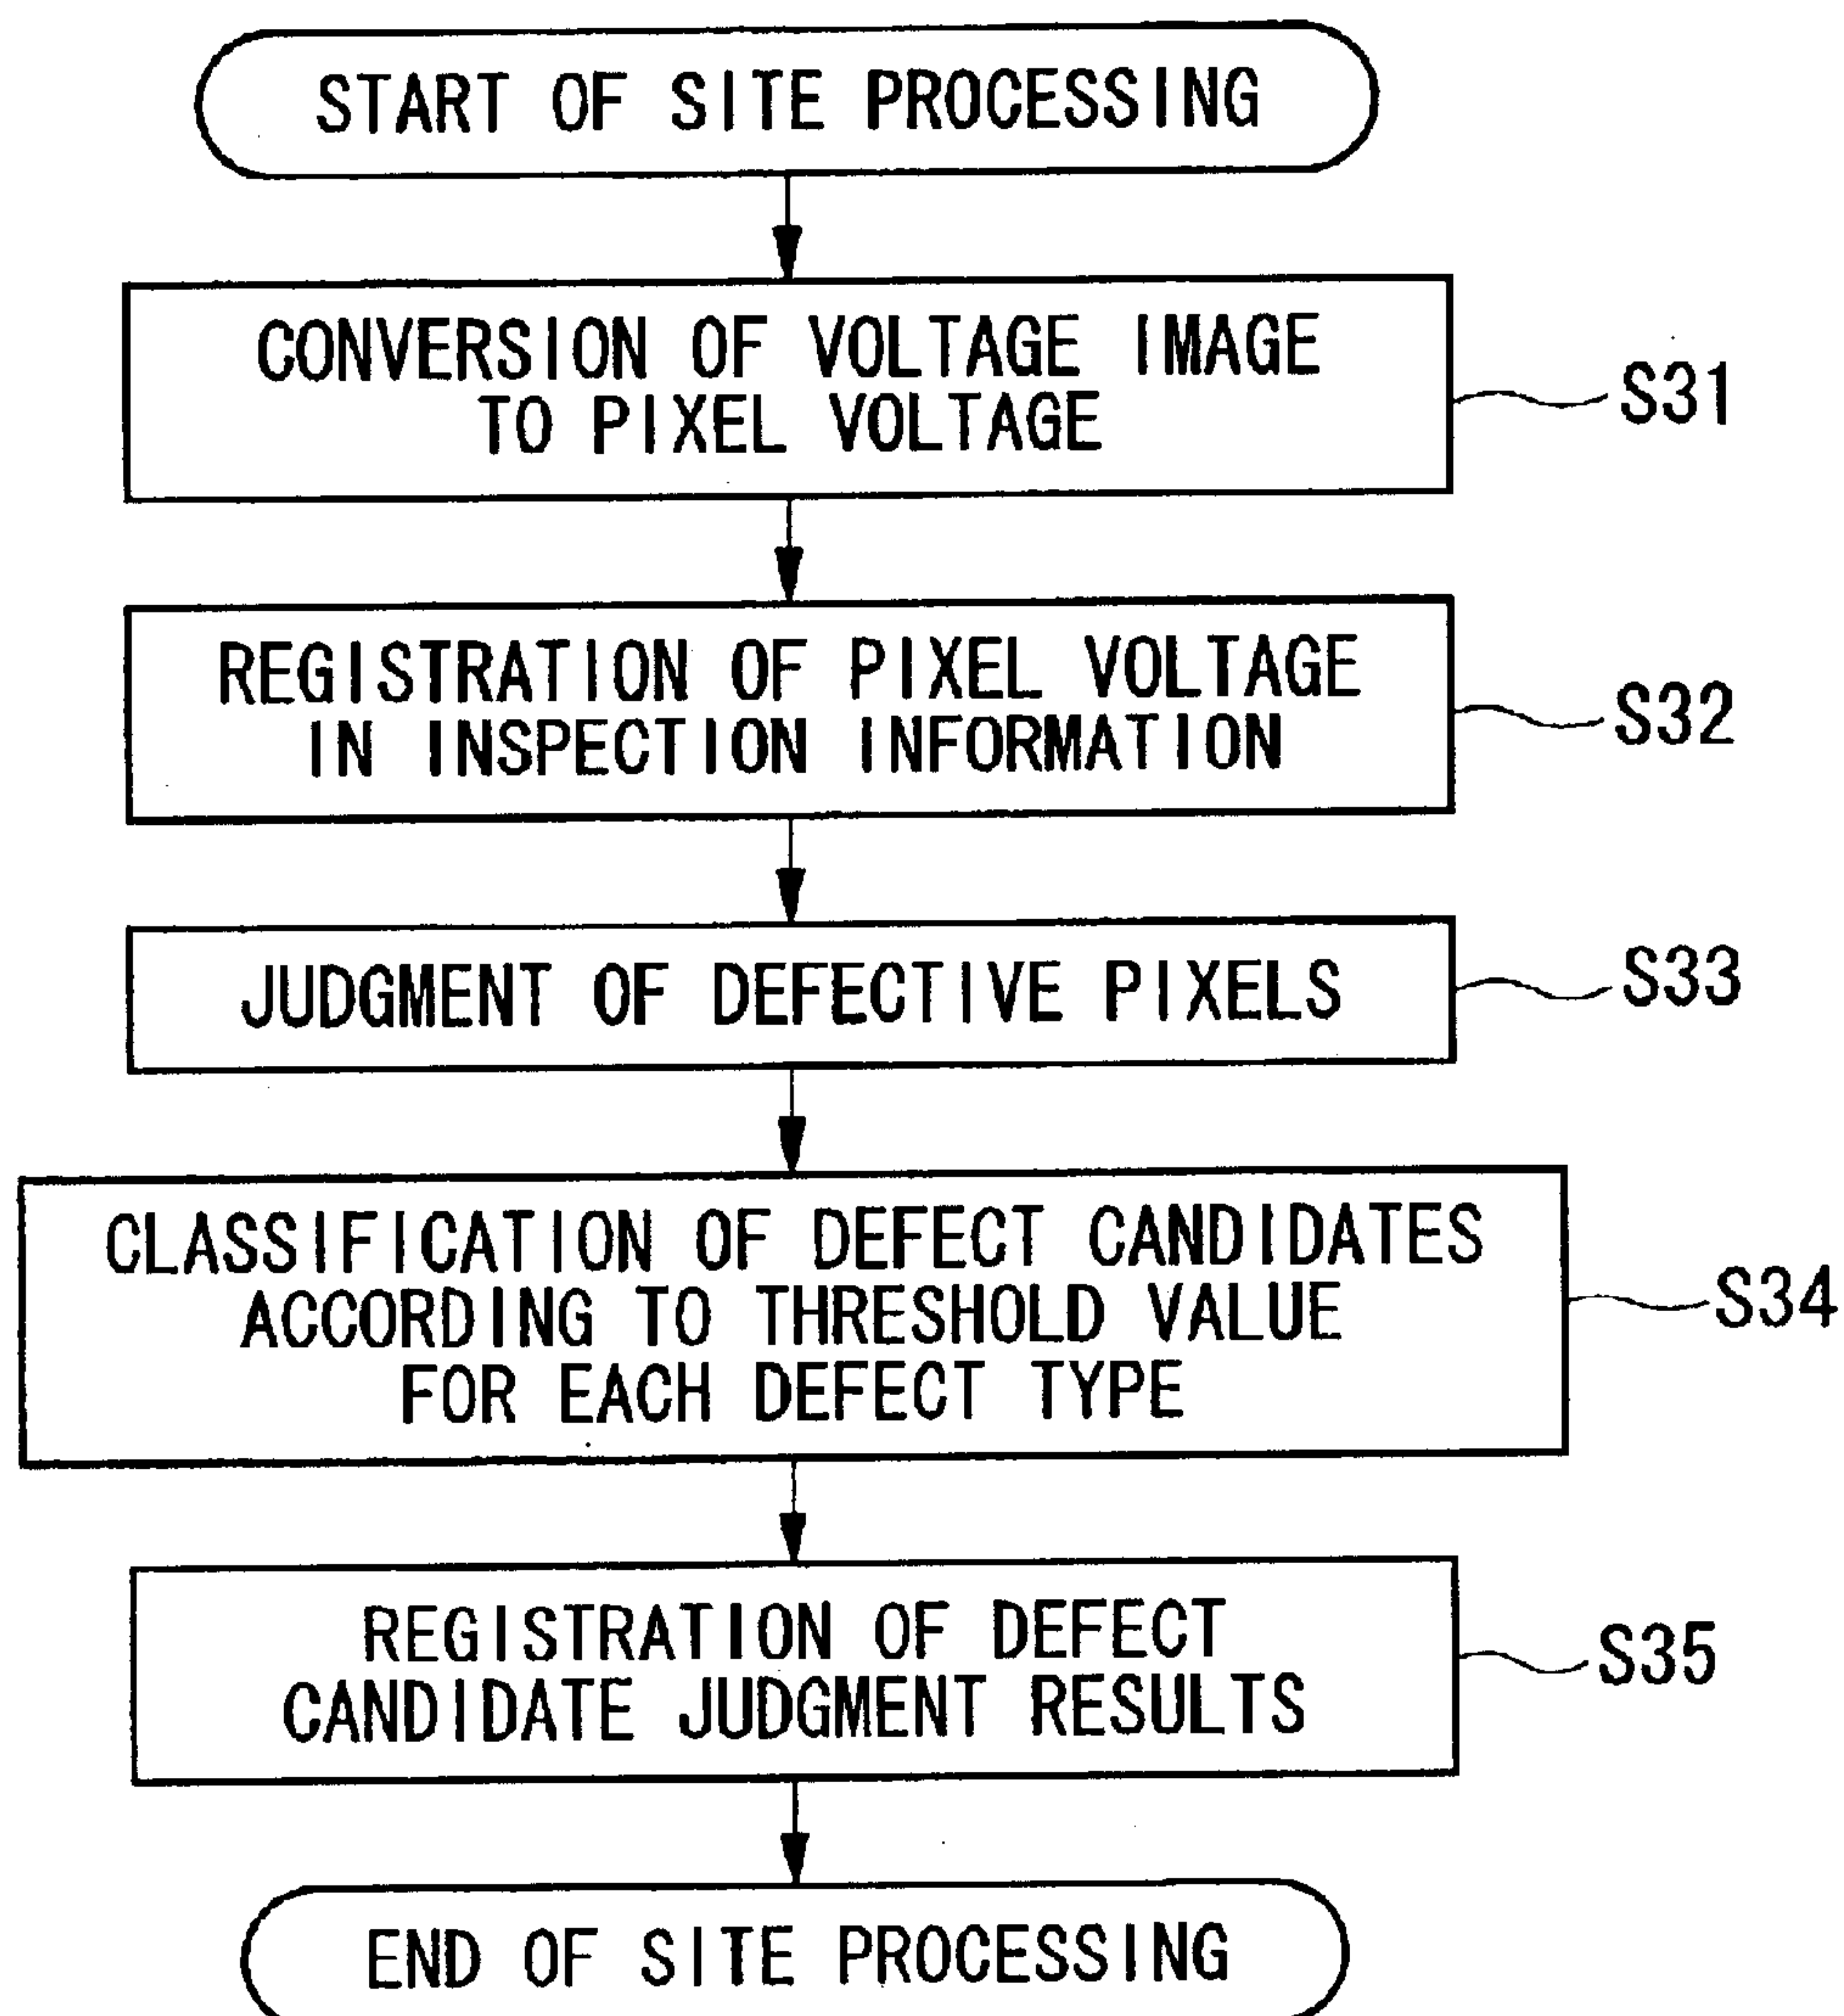 START OF SITE PROCESSING
CONVERSION OF VOLTAGE IMAGE
TO PIXEL VOLTAGE
S31
REGISTRATION OF PIXEL VOLTAGE
IN INSPECTION INFORMATION
S32
JUDGMENT OF DEFECTIVE PIXELS
S33
CLASSIFICATION OF DEFECT CANDIDATES
ACCORDING TO THRESHOLD VALUE
FOR EACH DEFECT TYPE
S34
REGISTRATION OF DEFECT
CANDIDATE JUDGMENT RESULTS
S35
END OF SITE PROCESSING